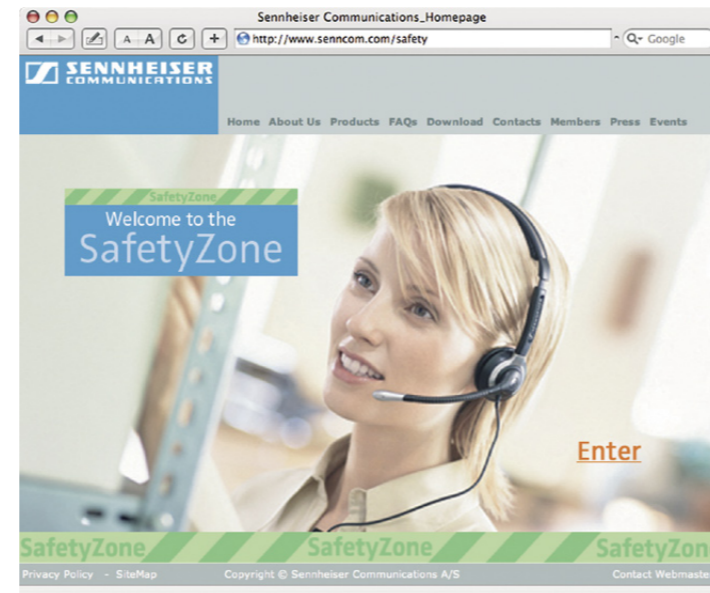 Sennheiser Communications_Homepage
A A C + http://www.senncom.com/safety Google
SENNHEISER
COMMUNICATIONS
Home About Us Products FAQs Download Contacts Members Press Events
SafetyZone
Welcome to the
SafetyZone
Enter
SafetyZone SafetyZone SafetyZon
Privacy Policy - SiteMap Copyright © Sennheiser Communications A/S Contact Webmaste